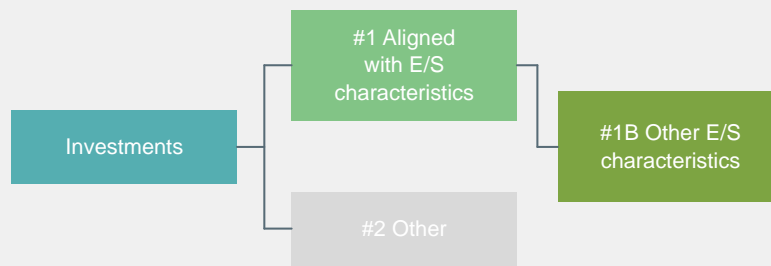 #1 Aligned
with E/S
characteristics
Investments
#1B Other E/S
characteristics
#2 Other